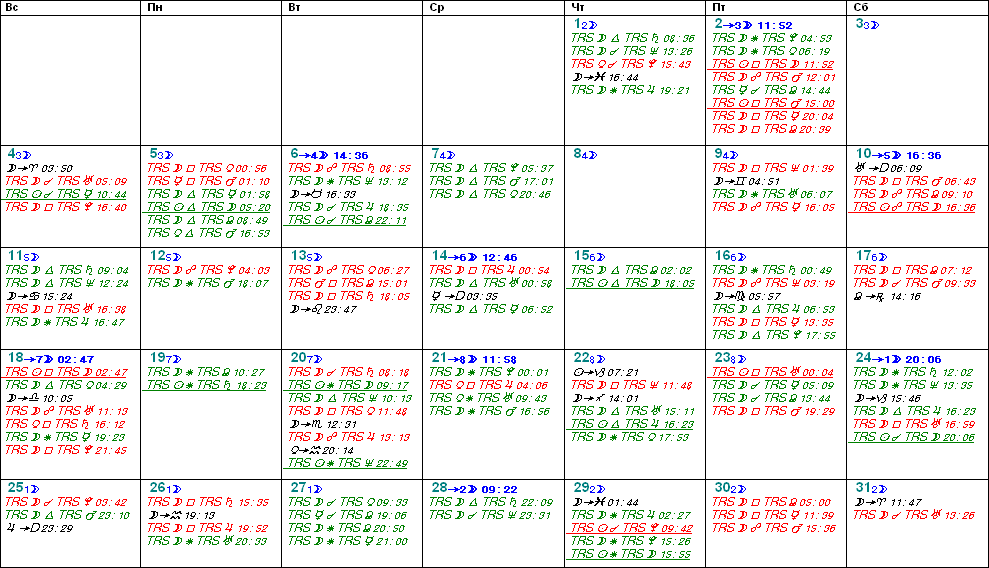 Вс
Пн
Вт
Ср
Чт
Пт
Сб
1 2☽
TRS ☽ △ TRS ♄ 08:36
TRS ☽ ☌ TRS ♆ 13:26
TRS ♀ ☌ TRS ♇ 15:43
☽→♓ 16:44
TRS ☽ ✶ TRS ♃ 19:21
2→3☽ 11:52
TRS ☽ ✶ TRS ♇ 04:53
TRS ☽ ✶ TRS ♀ 06:19
TRS ☉ □ TRS ☽ 11:52
TRS ☽ ☍ TRS ♂ 12:01
TRS ☿ ☌ TRS ☊ 14:44
TRS ☉ □ TRS ♂ 15:00
TRS ☽ □ TRS ☿ 20:04
TRS ☽ □ TRS ☊ 20:39
3 3☽
4 3☽
☽→♈ 03:50
TRS ☽ ☌ TRS ♅ 05:09
TRS ☉ ☌ TRS ☿ 10:44
TRS ☽ □ TRS ♇ 16:40
5 3☽
TRS ☽ □ TRS ♀ 00:56
TRS ☿ □ TRS ♂ 01:10
TRS ☽ △ TRS ☿ 01:58
TRS ☉ △ TRS ☽ 05:20
TRS ☽ △ TRS ☊ 08:49
TRS ♀ △ TRS ♂ 16:53
6→4☽ 14:36
TRS ☽ ☍ TRS ♄ 08:55
TRS ☽ ✶ TRS ♆ 13:12
☽→♉ 16:33
TRS ☽ ☌ TRS ♃ 18:35
TRS ☉ ☌ TRS ☊ 22:11
7 4☽
TRS ☽ △ TRS ♇ 05:37
TRS ☽ △ TRS ♂ 17:01
TRS ☽ △ TRS ♀ 20:46
8 4☽
9 4☽
TRS ☽ □ TRS ♆ 01:39
☽→♊ 04:51
TRS ☽ ✶ TRS ♅ 06:07
TRS ☽ ☍ TRS ☿ 16:05
10→5☽ 16:36
♅→D 06:09
TRS ☽ □ TRS ♂ 06:43
TRS ☽ ☍ TRS ☊ 09:10
TRS ☉ ☍ TRS ☽ 16:36
11 5☽
TRS ☽ △ TRS ♄ 09:04
TRS ☽ △ TRS ♆ 12:24
☽→♋ 15:24
TRS ☽ □ TRS ♅ 16:38
TRS ☽ ✶ TRS ♃ 16:47
12 5☽
TRS ☽ ☍ TRS ♇ 04:03
TRS ☽ ✶ TRS ♂ 18:07
13 5☽
TRS ☽ ☍ TRS ♀ 06:27
TRS ♂ □ TRS ☊ 15:01
TRS ☽ □ TRS ♄ 18:05
☽→♌ 23:47
14→6☽ 12:46
TRS ☽ □ TRS ♃ 00:54
TRS ☽ △ TRS ♅ 00:58
☿→D 03:35
TRS ☽ △ TRS ☿ 06:52
15 6☽
TRS ☽ △ TRS ☊ 02:02
TRS ☉ △ TRS ☽ 18:05
16 6☽
TRS ☽ ✶ TRS ♄ 00:49
TRS ☽ ☍ TRS ♆ 03:19
☽→♍ 05:57
TRS ☽ △ TRS ♃ 06:53
TRS ☽ □ TRS ☿ 13:35
TRS ☽ △ TRS ♇ 17:55
17 6☽
TRS ☽ □ TRS ☊ 07:12
TRS ☽ ☌ TRS ♂ 09:33
☊→℞ 14:16
18→7☽ 02:47
TRS ☉ □ TRS ☽ 02:47
TRS ☽ △ TRS ♀ 04:29
☽→♎ 10:05
TRS ☽ ☍ TRS ♅ 11:13
TRS ♀ □ TRS ♄ 16:12
TRS ☽ ✶ TRS ☿ 19:23
TRS ☽ □ TRS ♇ 21:45
19 7☽
TRS ☽ ✶ TRS ☊ 10:27
TRS ☉ ✶ TRS ♄ 18:23
20 7☽
TRS ☽ ☌ TRS ♄ 08:18
TRS ☉ ✶ TRS ☽ 09:17
TRS ☽ △ TRS ♆ 10:13
TRS ☽ □ TRS ♀ 11:48
☽→♏ 12:31
TRS ☽ ☍ TRS ♃ 13:13
♀→♒ 20:14
TRS ☉ ✶ TRS ♆ 22:49
21→8☽ 11:58
TRS ☽ ✶ TRS ♇ 00:01
TRS ♀ □ TRS ♃ 04:06
TRS ♀ ✶ TRS ♅ 09:43
TRS ☽ ✶ TRS ♂ 16:56
22 8☽
☉→♑ 07:21
TRS ☽ □ TRS ♆ 11:48
☽→♐ 14:01
TRS ☽ △ TRS ♅ 15:11
TRS ☉ △ TRS ♃ 16:23
TRS ☽ ✶ TRS ♀ 17:53
23 8☽
TRS ☉ □ TRS ♅ 00:04
TRS ☽ ☌ TRS ☿ 05:09
TRS ☽ ☌ TRS ☊ 13:44
TRS ☽ □ TRS ♂ 19:29
24→1☽ 20:06
TRS ☽ ✶ TRS ♄ 12:02
TRS ☽ ✶ TRS ♆ 13:35
☽→♑ 15:46
TRS ☽ △ TRS ♃ 16:23
TRS ☽ □ TRS ♅ 16:59
TRS ☉ ☌ TRS ☽ 20:06
25 1☽
TRS ☽ ☌ TRS ♇ 03:42
TRS ☽ △ TRS ♂ 23:10
♃→D 23:29
26 1☽
TRS ☽ □ TRS ♄ 15:35
☽→♒ 19:13
TRS ☽ □ TRS ♃ 19:52
TRS ☽ ✶ TRS ♅ 20:33
27 1☽
TRS ☽ ☌ TRS ♀ 09:33
TRS ☿ ☌ TRS ☊ 19:06
TRS ☽ ✶ TRS ☊ 20:50
TRS ☽ ✶ TRS ☿ 21:00
28→2☽ 09:22
TRS ☽ △ TRS ♄ 22:09
TRS ☽ ☌ TRS ♆ 23:31
29 2☽
☽→♓ 01:44
TRS ☽ ✶ TRS ♃ 02:27
TRS ☉ ☌ TRS ♇ 09:42
TRS ☽ ✶ TRS ♇ 15:26
TRS ☉ ✶ TRS ☽ 15:55
30 2☽
TRS ☽ □ TRS ☊ 05:00
TRS ☽ □ TRS ☿ 11:39
TRS ☽ ☍ TRS ♂ 15:36
31 2☽
☽→♈ 11:47
TRS ☽ ☌ TRS ♅ 13:26